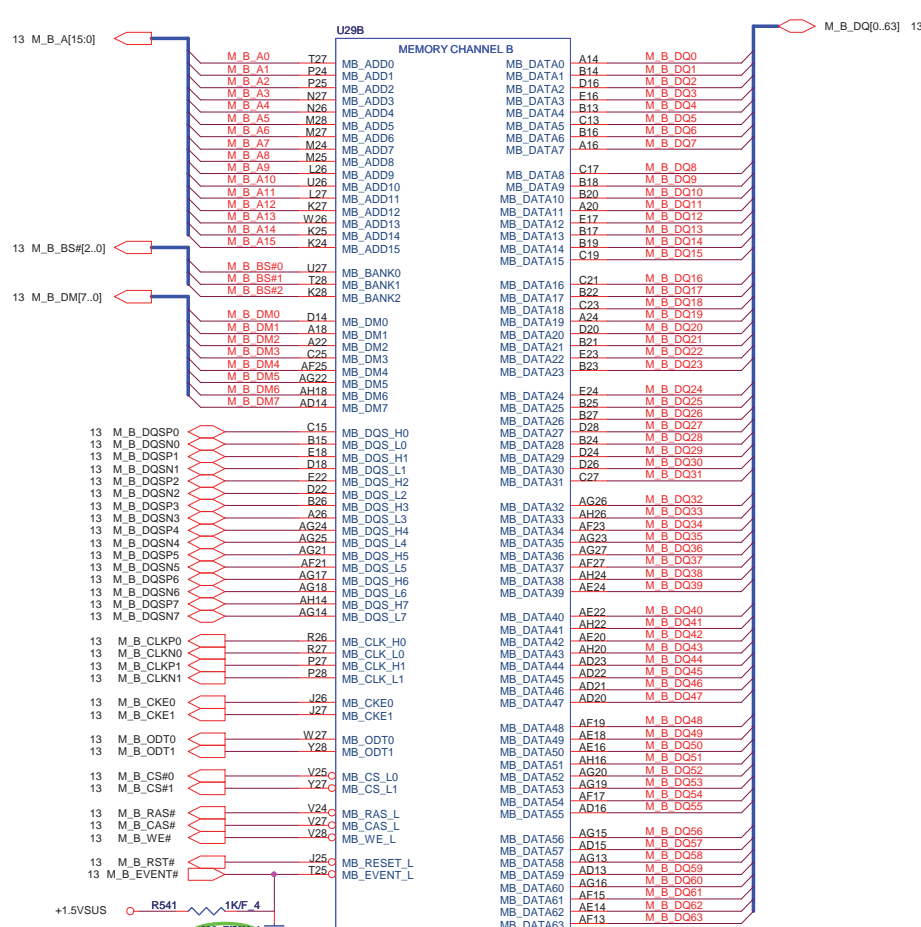 U29B
M_B_DQ[0..63] 13
13 M_B_A[15:0]
MEMORY CHANNEL B
M_B_A0 T27 MB_ADD0 MB_DATA0 A14 M_B_DQ0
M_B_A1 P24 MB_ADD1 MB_DATA1 B14 M_B_DQ1
M_B_A2 P25 MB_ADD2 MB_DATA2 D16 M_B_DQ2
M_B_A3 N27 MB_ADD3 MB_DATA3 E16 M_B_DQ3
M_B_A4 N26 MB_ADD4 MB_DATA4 B13 M_B_DQ4
M_B_A5 M28 MB_ADD5 MB_DATA5 C13 M_B_DQ5
M_B_A6 M27 MB_ADD6 MB_DATA6 B16 M_B_DQ6
M_B_A7 M24 MB_ADD7 MB_DATA7 A16 M_B_DQ7
M_B_A8 M25 MB_ADD8
M_B_A9 L26 MB_ADD9 MB_DATA8 C17 M_B_DQ8
M_B_A10 U26 MB_ADD10 MB_DATA9 B18 M_B_DQ9
M_B_A11 L27 MB_ADD11 MB_DATA10 B20 M_B_DQ10
M_B_A12 K27 MB_ADD12 MB_DATA11 A20 M_B_DQ11
M_B_A13 W26 MB_ADD13 MB_DATA12 E17 M_B_DQ12
M_B_A14 K25 MB_ADD14 MB_DATA13 B17 M_B_DQ13
M_B_A15 K24 MB_ADD15 MB_DATA14 B19 M_B_DQ14
13 M_B_BS#[2..0] MB_DATA15 C19 M_B_DQ15
M_B_BS#0 U27 MB_BANK0
M_B_BS#1 T28 MB_BANK1 MB_DATA16 C21 M_B_DQ16
M_B_BS#2 K28 MB_BANK2 MB_DATA17 B22 M_B_DQ17
13 M_B_DM[7..0] MB_DATA18 C23 M_B_DQ18
M_B_DM0 D14 MB_DM0 MB_DATA19 A24 M_B_DQ19
M_B_DM1 A18 MB_DM1 MB_DATA20 D20 M_B_DQ20
M_B_DM2 A22 MB_DM2 MB_DATA21 B21 M_B_DQ21
M_B_DM3 C25 MB_DM3 MB_DATA22 E23 M_B_DQ22
M_B_DM4 AF25 MB_DM4 MB_DATA23 B23 M_B_DQ23
M_B_DM5 AG22 MB_DM5
M_B_DM6 AH18 MB_DM6 MB_DATA24 E24 M_B_DQ24
M_B_DM7 AD14 MB_DM7 MB_DATA25 B25 M_B_DQ25
MB_DATA26 B27 M_B_DQ26
13 M_B_DQSP0 C15 MB_DQS_H0 MB_DATA27 D28 M_B_DQ27
13 M_B_DQSN0 B15 MB_DQS_L0 MB_DATA28 B24 M_B_DQ28
13 M_B_DQSP1 E18 MB_DQS_H1 MB_DATA29 D24 M_B_DQ29
13 M_B_DQSN1 D18 MB_DQS_L1 MB_DATA30 D26 M_B_DQ30
13 M_B_DQSP2 E22 MB_DQS_H2 MB_DATA31 C27 M_B_DQ31
13 M_B_DQSN2 D22 MB_DQS_L2
13 M_B_DQSP3 B26 MB_DQS_H3 MB_DATA32 AG26 M_B_DQ32
13 M_B_DQSN3 A26 MB_DQS_L3 MB_DATA33 AH26 M_B_DQ33
13 M_B_DQSP4 AG24 MB_DQS_H4 MB_DATA34 AF23 M_B_DQ34
13 M_B_DQSN4 AG25 MB_DQS_L4 MB_DATA35 AG23 M_B_DQ35
13 M_B_DQSP5 AG21 MB_DQS_H5 MB_DATA36 AG27 M_B_DQ36
13 M_B_DQSN5 AF21 MB_DQS_L5 MB_DATA37 AF27 M_B_DQ37
13 M_B_DQSP6 AG17 MB_DQS_H6 MB_DATA38 AH24 M_B_DQ38
13 M_B_DQSN6 AG18 MB_DQS_L6 MB_DATA39 AE24 M_B_DQ39
13 M_B_DQSP7 AH14 MB_DQS_H7
13 M_B_DQSN7 AG14 MB_DQS_L7 MB_DATA40 AE22 M_B_DQ40
MB_DATA41 AH22 M_B_DQ41
13 M_B_CLKP0 R26 MB_CLK_H0 MB_DATA42 AE20 M_B_DQ42
13 M_B_CLKN0 R27 MB_CLK_L0 MB_DATA43 AH20 M_B_DQ43
13 M_B_CLKP1 P27 MB_CLK_H1 MB_DATA44 AD23 M_B_DQ44
13 M_B_CLKN1 P28 MB_CLK_L1 MB_DATA45 AD22 M_B_DQ45
MB_DATA46 AD21 M_B_DQ46
13 M_B_CKE0 J26 MB_CKE0 MB_DATA47 AD20 M_B_DQ47
13 M_B_CKE1 J27 MB_CKE1
MB_DATA48 AF19 M_B_DQ48
13 M_B_ODT0 W27 MB_ODT0 MB_DATA49 AE18 M_B_DQ49
13 M_B_ODT1 Y28 MB_ODT1 MB_DATA50 AE16 M_B_DQ50
MB_DATA51 AH16 M_B_DQ51
13 M_B_CS#0 V25 MB_CS_L0 MB_DATA52 AG20 M_B_DQ52
13 M_B_CS#1 Y27 MB_CS_L1 MB_DATA53 AG19 M_B_DQ53
MB_DATA54 AF17 M_B_DQ54
13 M_B_RAS# V24 MB_RAS_L MB_DATA55 AD16 M_B_DQ55
13 M_B_CAS# V27 MB_CAS_L
13 M_B_WE# V28 MB_WE_L MB_DATA56 AG15 M_B_DQ56
MB_DATA57 AD15 M_B_DQ57
13 M_B_RST# J25 MB_RESET_L MB_DATA58 AG13 M_B_DQ58
13 M_B_EVENT# T25 MB_EVENT_L MB_DATA59 AD13 M_B_DQ59
MB_DATA60 AG16 M_B_DQ60
MB_DATA61 AF15 M_B_DQ61
+1.5VSUS R541 1K/F_4 MB_DATA62 AE14 M_B_DQ62
MB_DATA63 AF13 M_B_DQ63